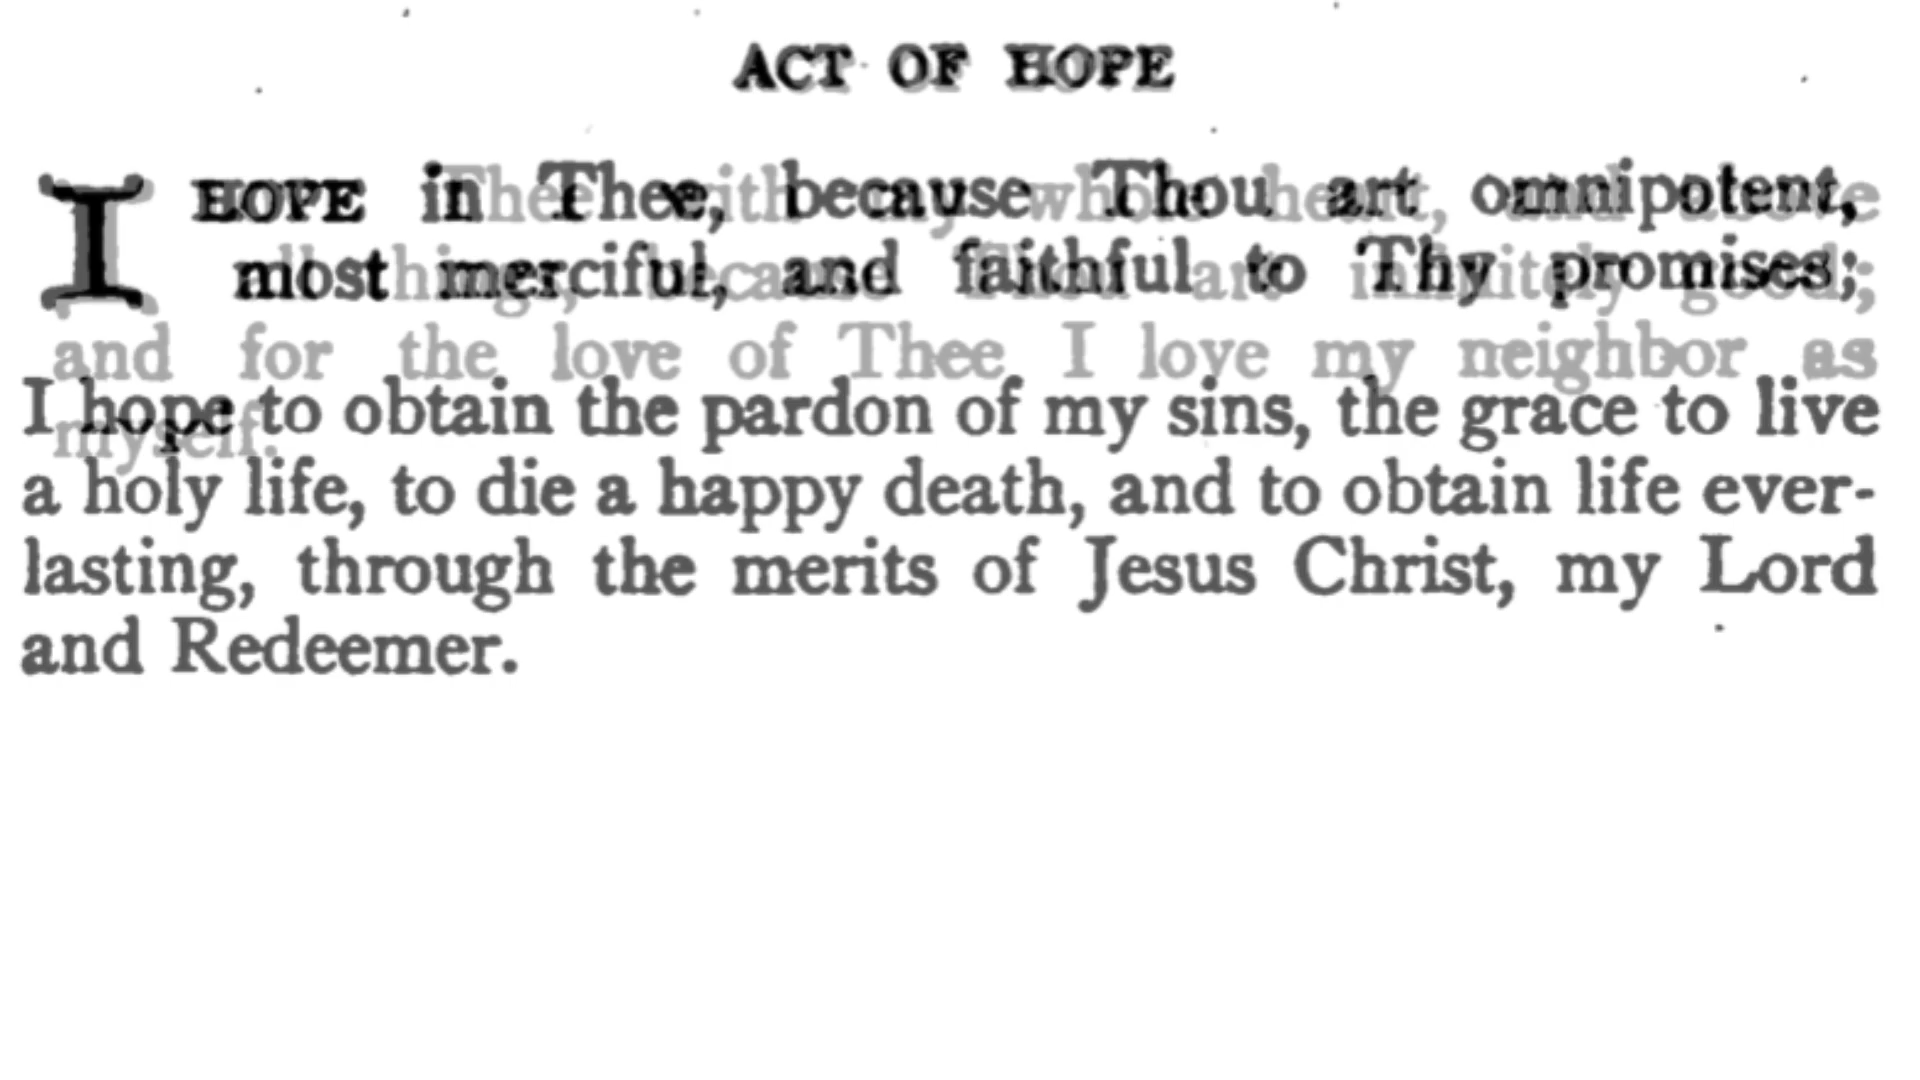 ACT OF HOPE
I HOPE in Thee, because Thou art omnipotent,
most merciful, and faithful to Thy promises;
and for the love of Thee I love my neighbor as
I hope to obtain the pardon of my sins, the grace to live
myself.
a holy life, to die a happy death, and to obtain life ever-
lasting, through the merits of Jesus Christ, my Lord
and Redeemer.